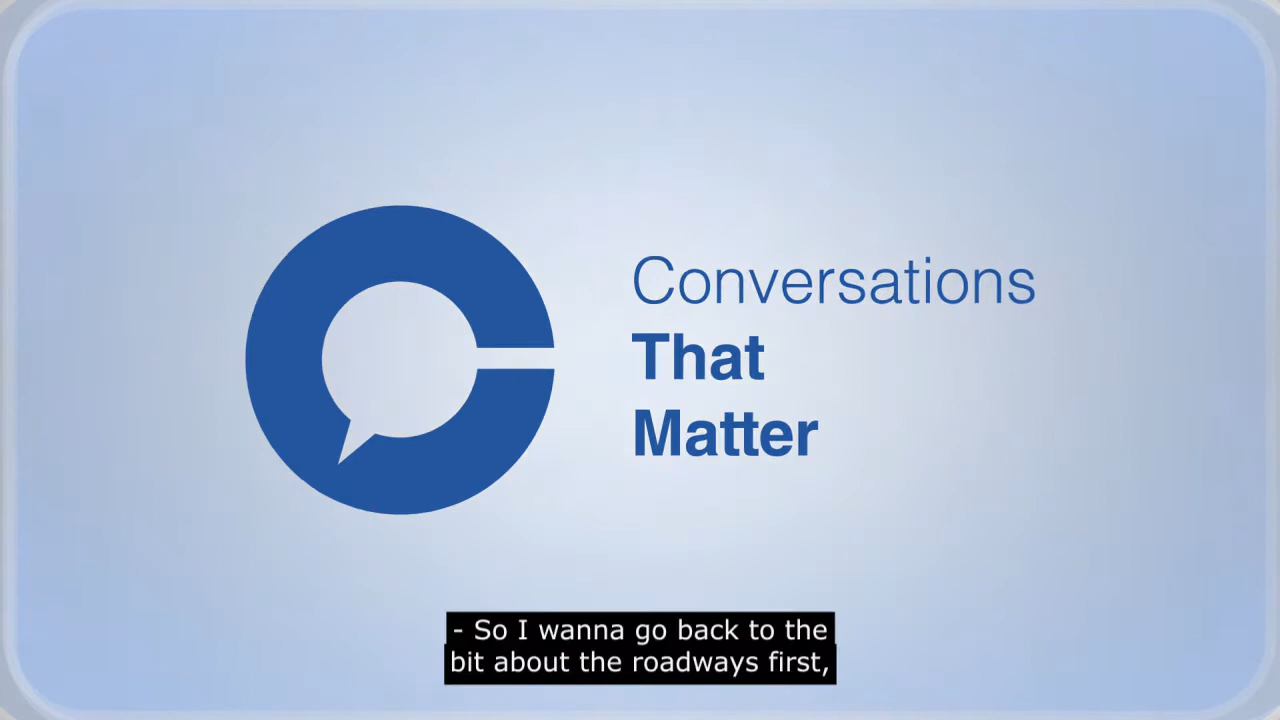 Conversations
That
Matter
- So I wanna go back to the
bit about the roadways first,